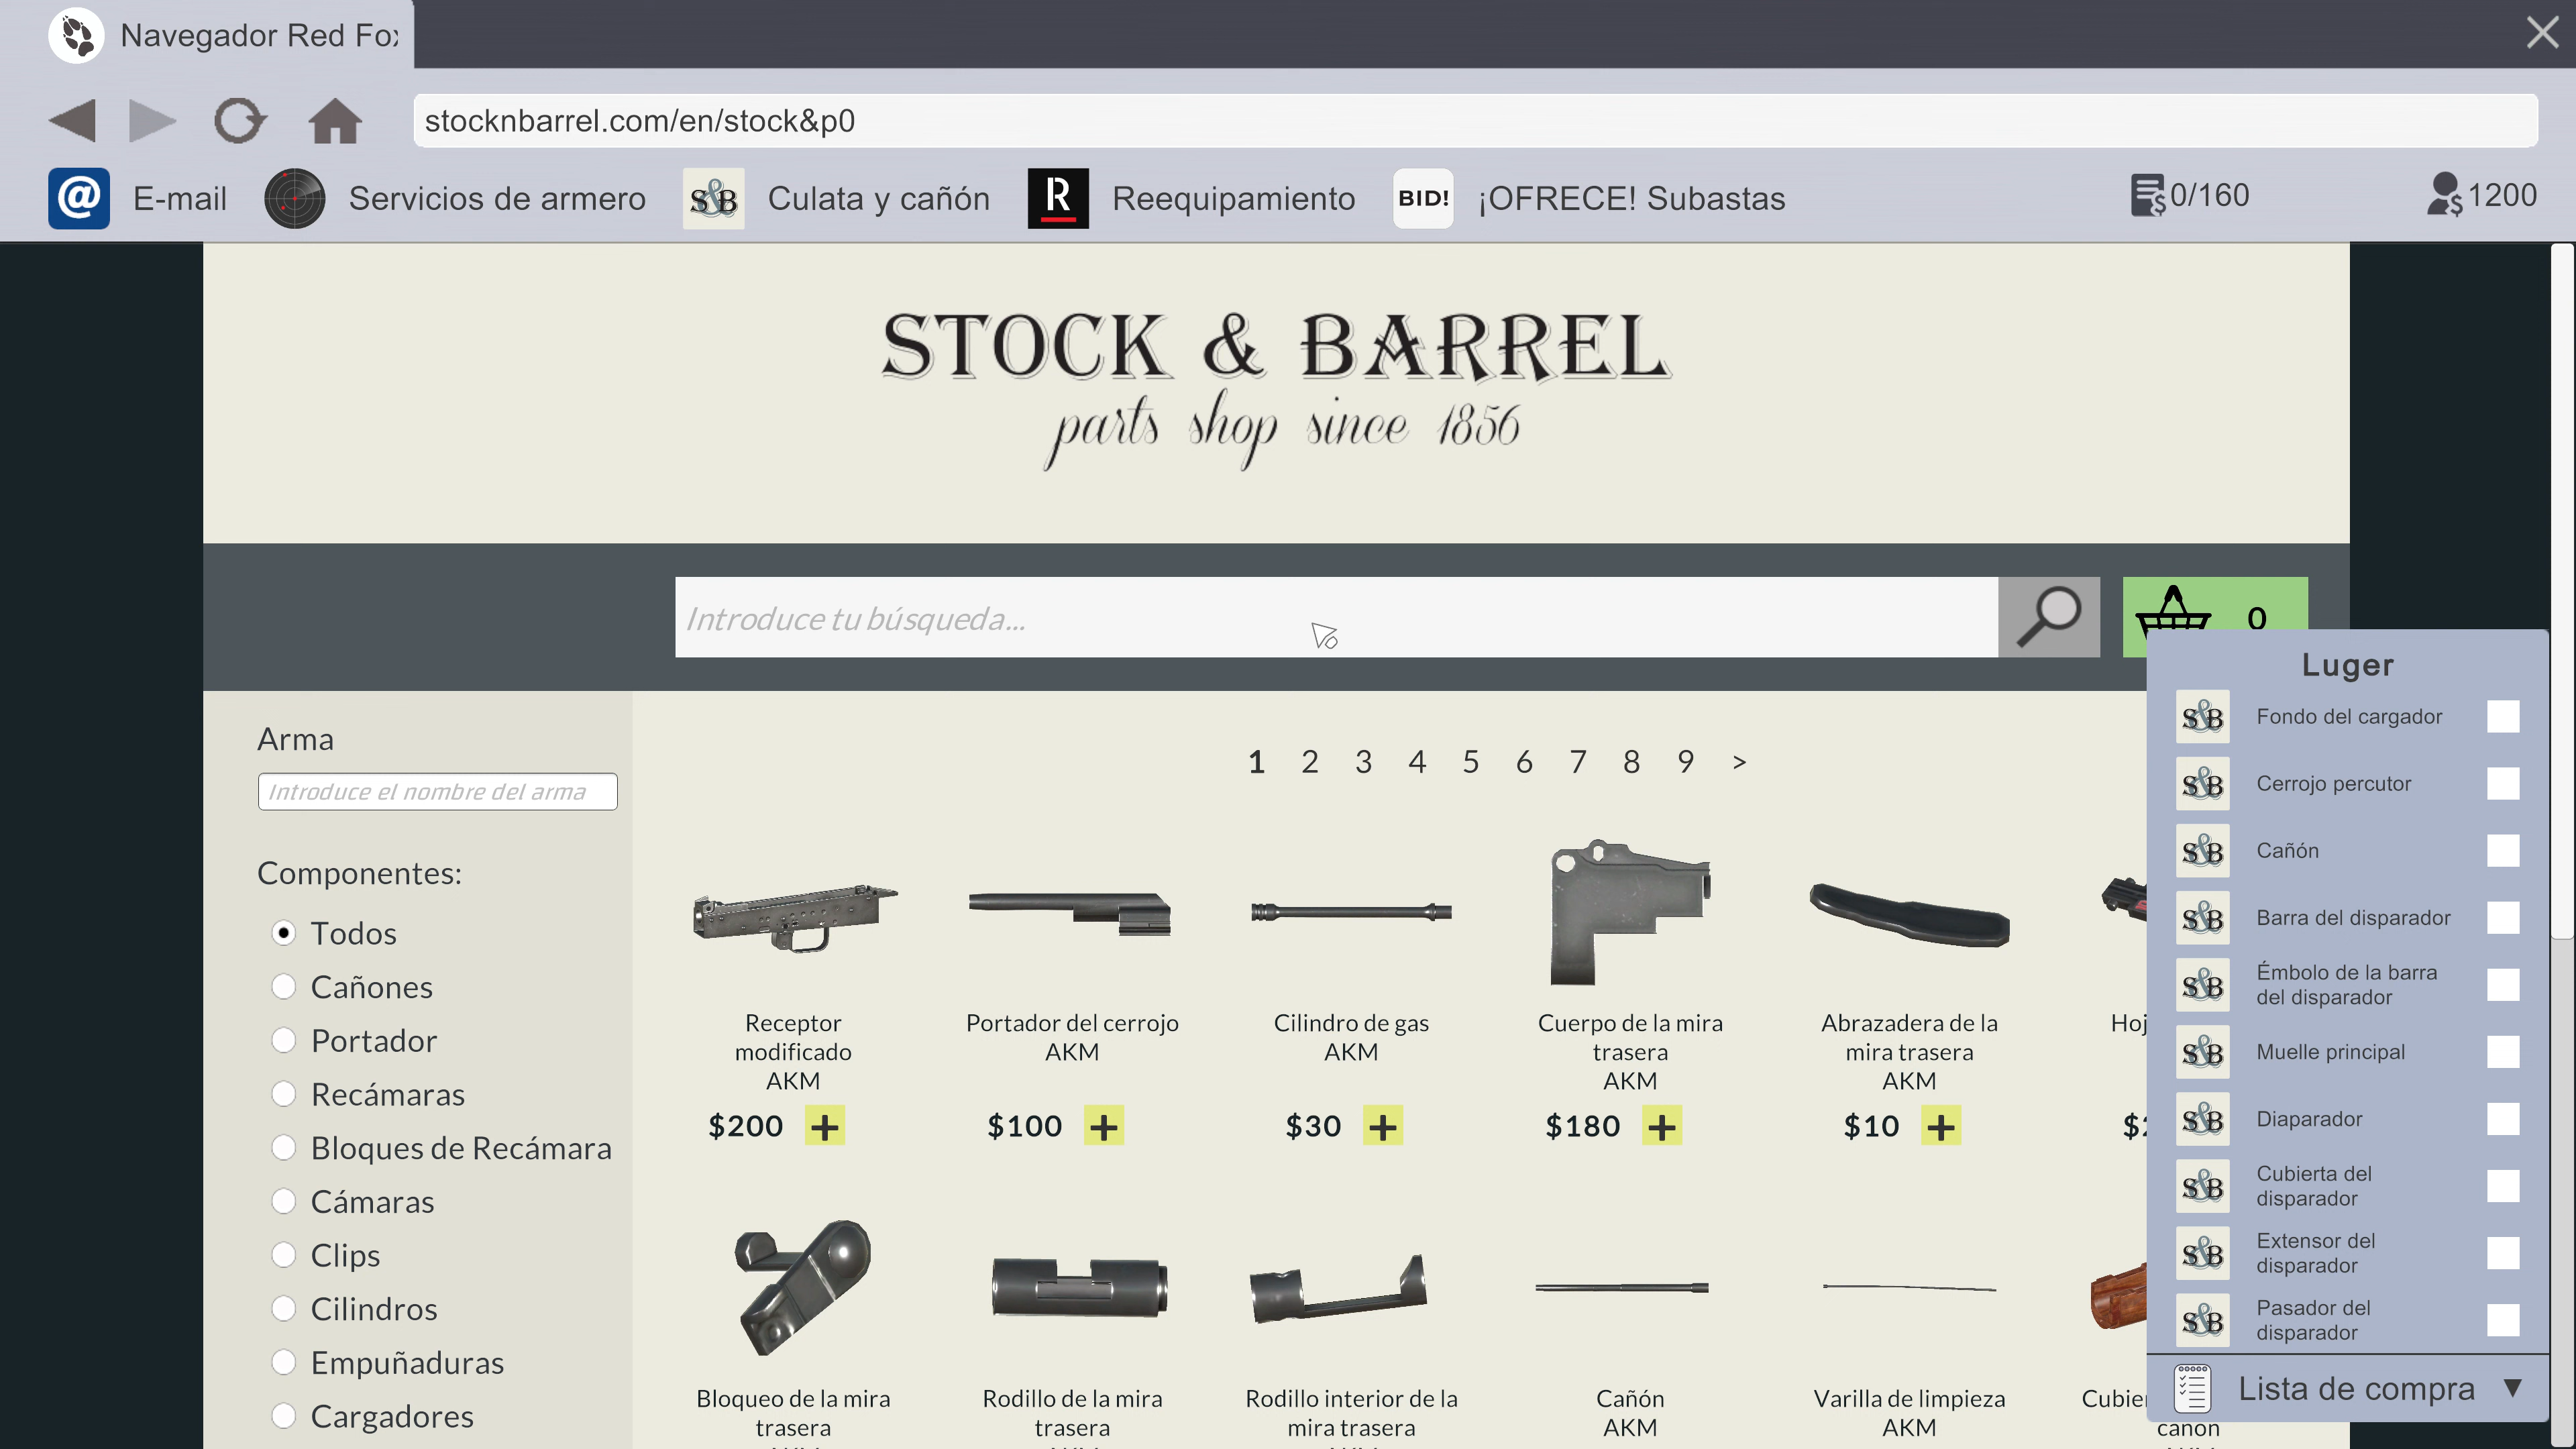 Navegador Red Fox
stocknbarrel.com/en/stock&p0
@ E-mail
Servicios de armero
S&B Culata y cañón
R Reequipamiento
BID! ¡OFRECE! Subastas
0/160
1200
STOCK & BARREL
parts shop since 1856
Introduce tu búsqueda...
0
Arma
Introduce el nombre del arma
Componentes:
Todos
Cañones
Portador
Recámaras
Bloques de Recámara
Cámaras
Clips
Cilindros
Empuñaduras
Cargadores
1 2 3 4 5 6 7 8 9 >
Receptor
modificado
AKM
$200 +
Portador del cerrojo
AKM
$100 +
Cilindro de gas
AKM
$30 +
Cuerpo de la mira
trasera
AKM
$180 +
Abrazadera de la
mira trasera
AKM
$10 +
Bloqueo de la mira
trasera
Rodillo de la mira
trasera
Rodillo interior de la
mira trasera
Cañón
AKM
Varilla de limpieza
AKM
cañón
Luger
S&B Fondo del cargador
S&B Cerrojo percutor
S&B Cañón
S&B Barra del disparador
S&B Émbolo de la barra
del disparador
S&B Muelle principal
S&B Diaparador
S&B Cubierta del
disparador
S&B Extensor del
disparador
S&B Pasador del
disparador
Lista de compra